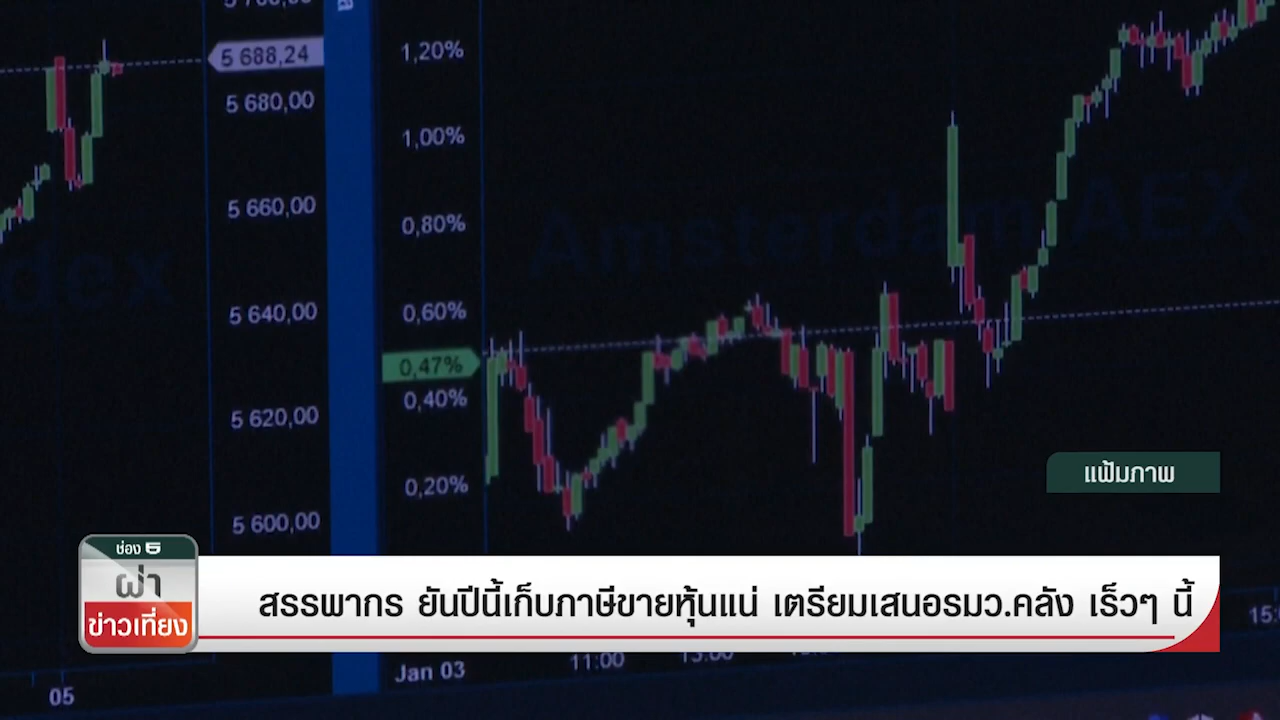 5 688,24
5 680,00
5 660,00
5 640,00
5 620,00
5 600,00
05
dex
1,20%
1,00%
0,80%
0,60%
0,47%
0,40%
0,20%
Amsterdam AEX
Jan 03
11:00
13:00
แฟ้มภาพ
ช่อง 5
ฝ่า
ข่าวเที่ยง
สรรพากร ยันปีนี้เก็บภาษีขายหุ้นแน่ เตรียมเสนอรมว.คลัง เร็วๆ นี้